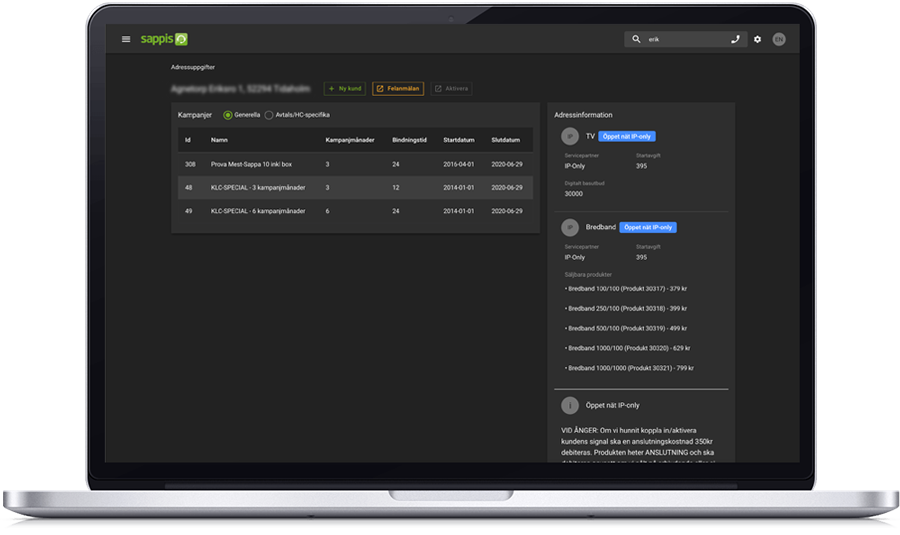 sappis
erik
EN
Adressuppgifter
Ny kund
Felanmälan
Aktivera
Kampanjer
Generella
Avtals/HC-specifika
Id Namn Kampanjmånader Bindningstid Startdatum Slutdatum
308 Prova Mest-Sappa 10 inkl box 3 24 2016-04-01 2020-06-29
48 KLC-SPECIAL - 3 kampanjmånader 3 12 2014-01-01 2020-06-29
49 KLC-SPECIAL - 6 kampanjmånader 6 24 2014-01-01 2020-06-29
Adressinformation
IP TV Öppet nät IP-only
Servicepartner Startavgift
IP-Only 395
Digitalt basutbud
30000
IP Bredband Öppet nät IP-only
Servicepartner Startavgift
IP-Only 395
Säljbara produkter
• Bredband 100/100 (Produkt 30317) - 379 kr
• Bredband 250/100 (Produkt 30318) - 399 kr
• Bredband 500/100 (Produkt 30319) - 499 kr
• Bredband 1000/100 (Produkt 30320) - 629 kr
• Bredband 1000/1000 (Produkt 30321) - 799 kr
i Öppet nät IP-only
VID ÅNGER: Om vi hunnit koppla in/aktivera
kundens signal ska en anslutningskostnad 350kr
debiteras. Produkten heter ANSLUTNING och ska